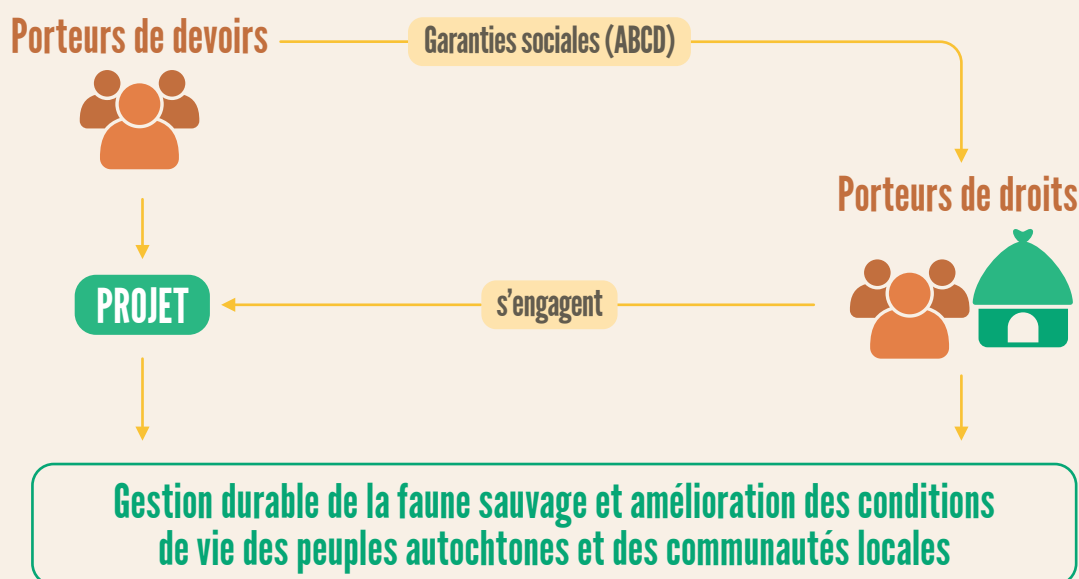 Porteurs de devoirs
Garanties sociales (ABCD)
Porteurs de droits
PROJET
s'engagent
Gestion durable de la faune sauvage et amélioration des conditions
de vie des peuples autochtones et des communautés locales